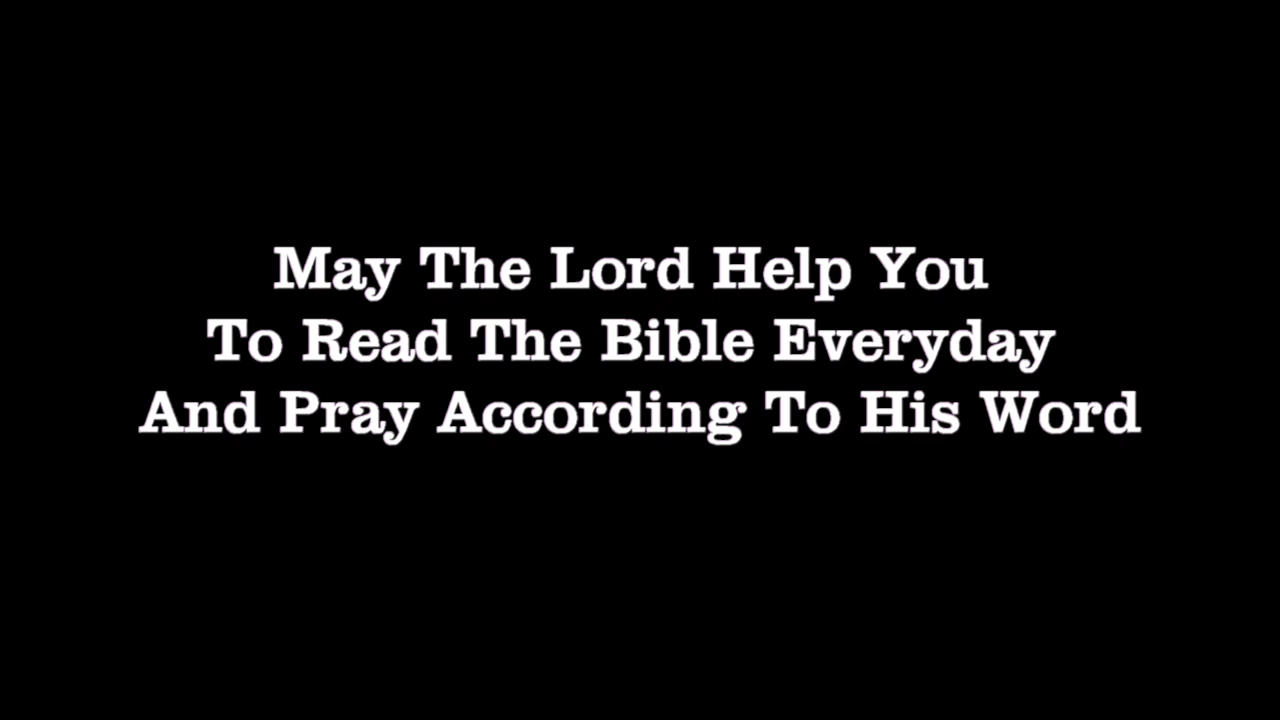 May The Lord Help You
To Read The Bible Everyday
And Pray According To His Word